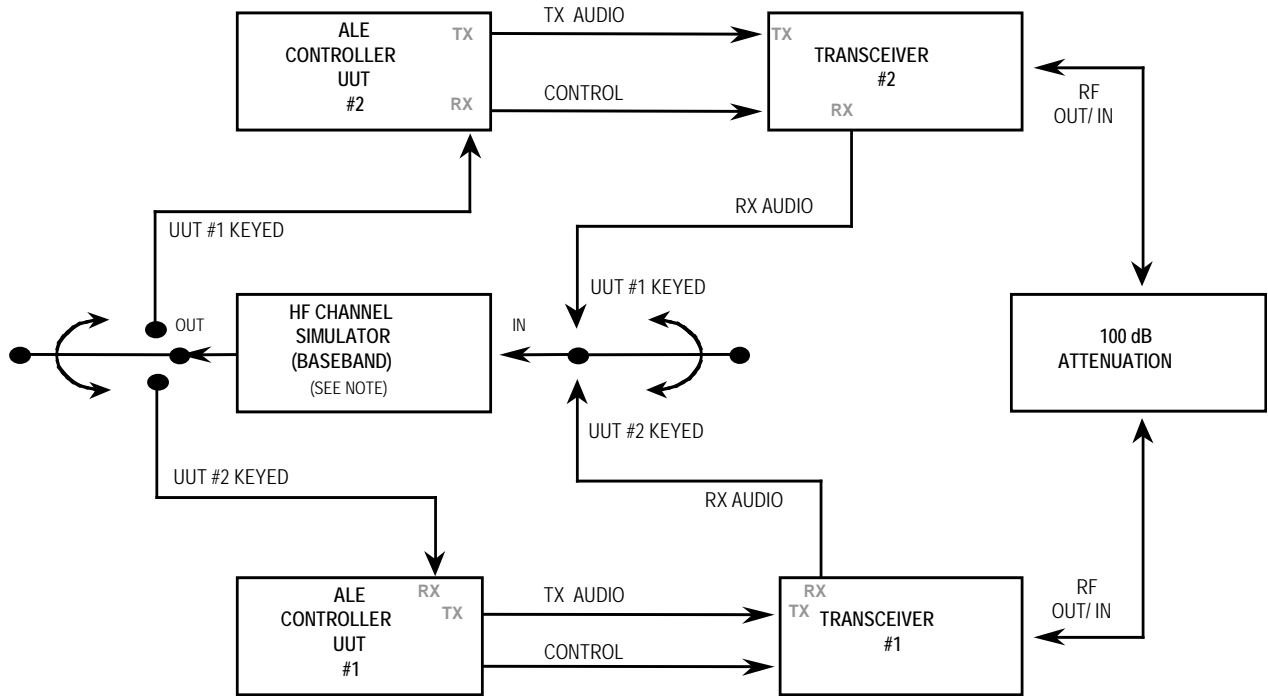 TX AUDIO
ALE
CONTROLLER
UUT
#2
TX
RX
CONTROL
TX
TRANSCEIVER
#2
RX
RF
OUT/ IN
RX AUDIO
UUT #1 KEYED
UUT #1 KEYED
OUT
HF CHANNEL
SIMULATOR
(BASEBAND)
(SEE NOTE)
IN
100 dB
ATTENUATION
UUT #2 KEYED
UUT #2 KEYED
RX AUDIO
ALE
CONTROLLER
UUT
#1
RX
TX
TX AUDIO
CONTROL
RX
TX
TRANSCEIVER
#1
RF
OUT/ IN